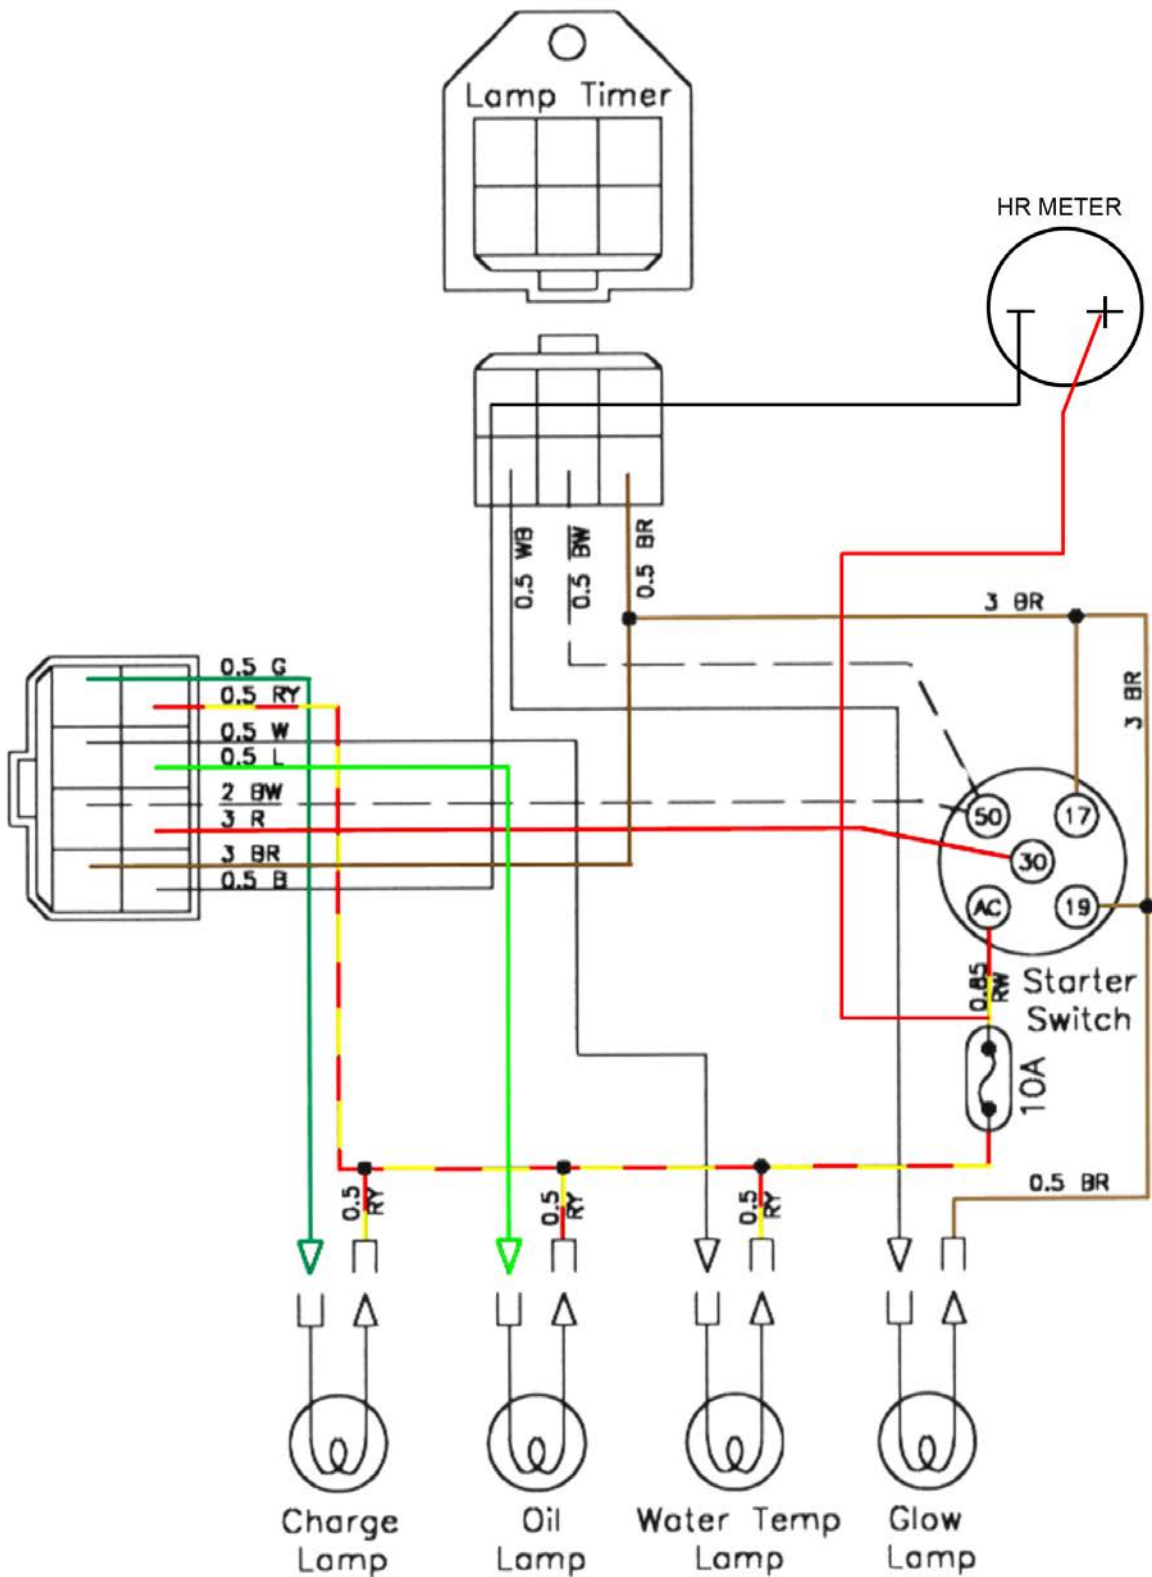 Lamp Timer
HR METER
0.5 WB
0.5 BW
0.5 BR
3 BR
3 BR
0.5 G
0.5 RY
0.5 W
0.5 L
2 BW
3 R
3 BR
0.5 B
50
17
30
AC
19
0.85
RW
Starter
Switch
10A
0.5
RY
0.5
RY
0.5
RY
0.5 BR
Charge
Lamp
Oil
Lamp
Water Temp
Lamp
Glow
Lamp